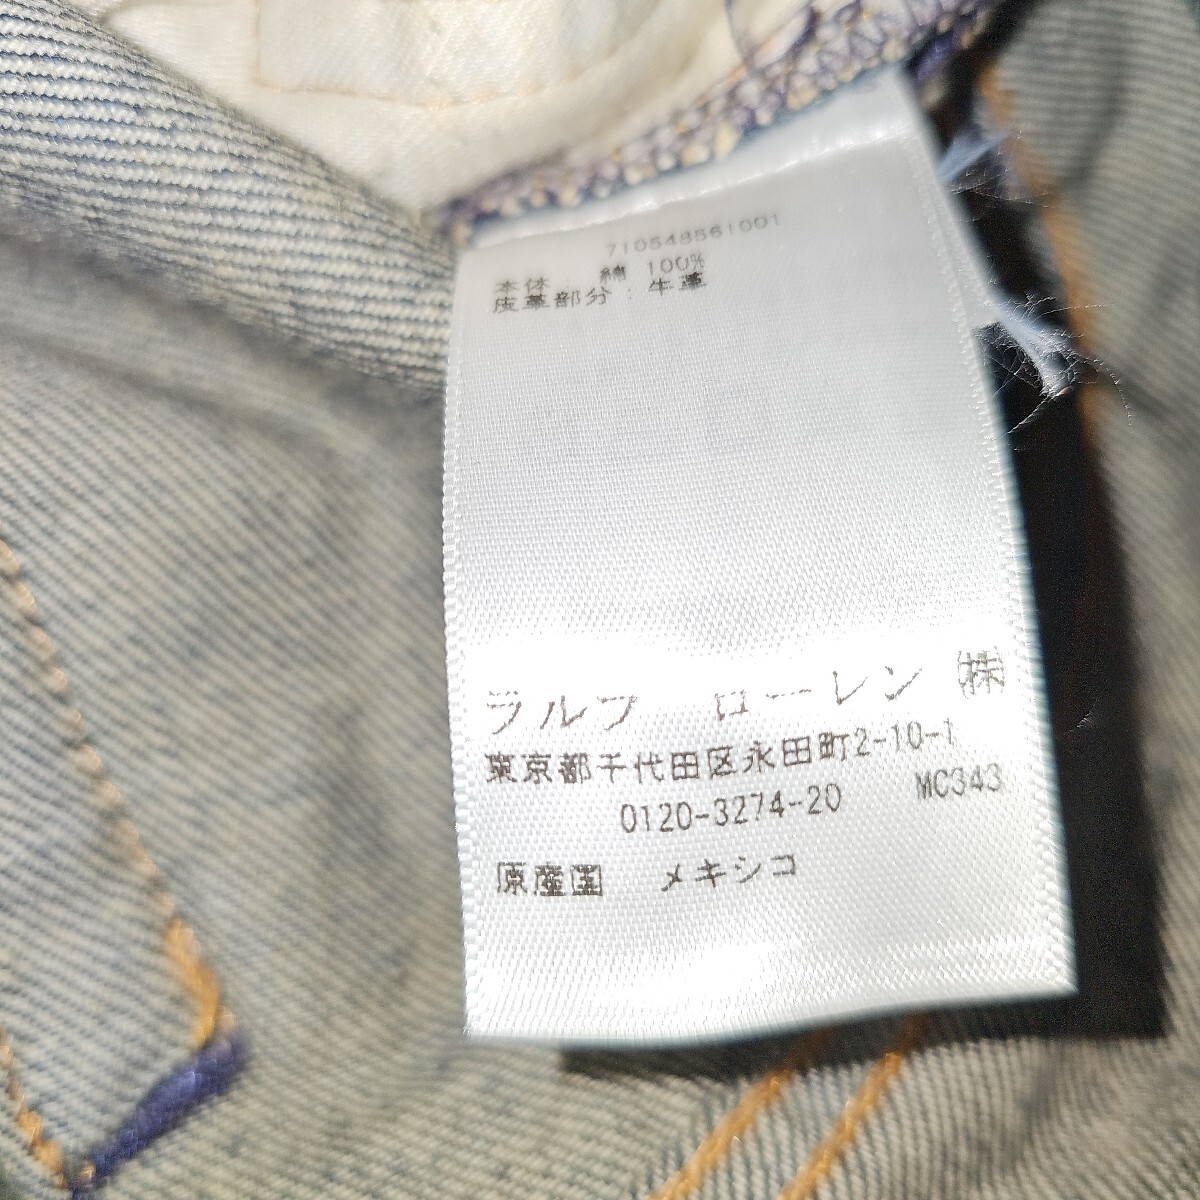 710548561001
本体 : 綿 100%
皮革部分 : 牛革
ラルフ ローレン ㈱
東京都千代田区永田町2-10-1
0120-3274-20 MC343
原産国 メキシコ